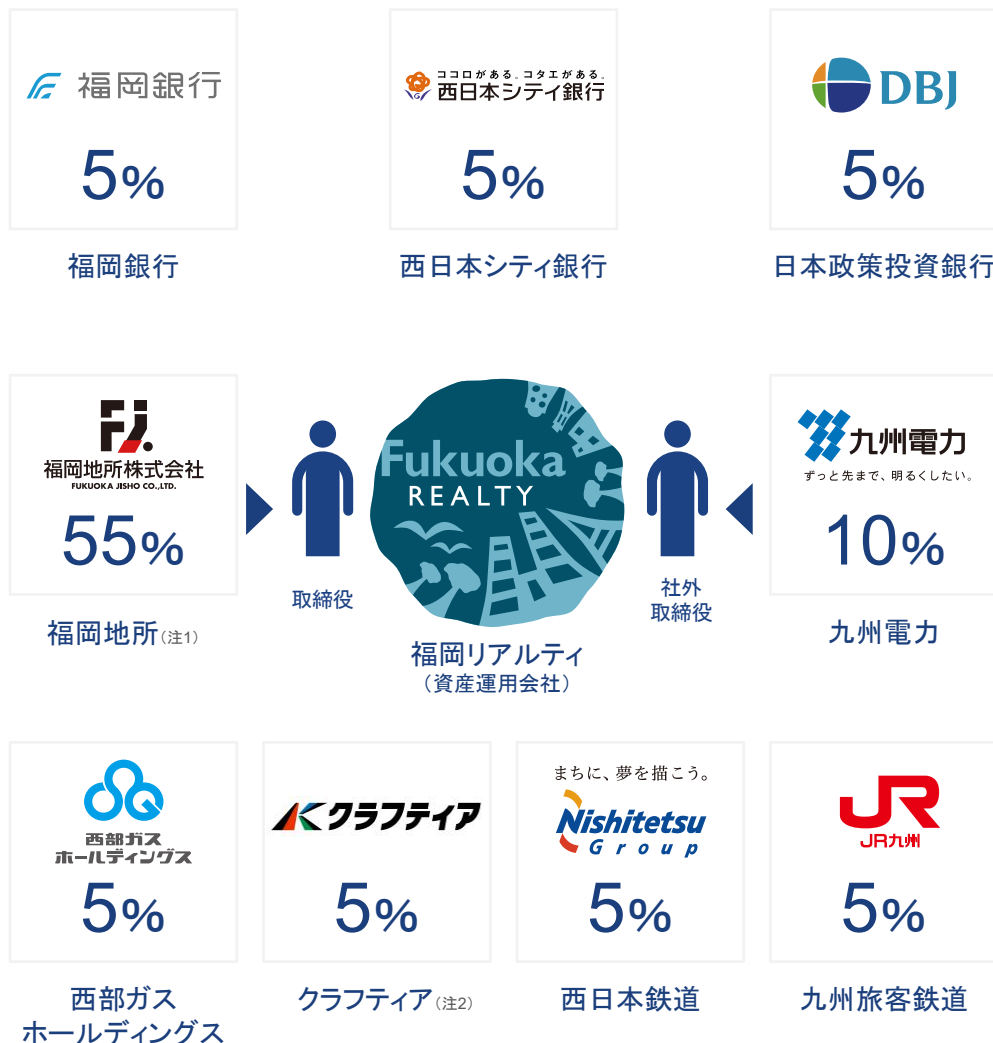 福岡銀行
5%
福岡銀行
ココロがある。コタエがある。
西日本シティ銀行
5%
西日本シティ銀行
DBJ
5%
日本政策投資銀行
FJ.
福岡地所株式会社
FUKUOKA JISHO CO.,LTD.
55%
福岡地所(注1)
取締役
Fukuoka
REALTY
福岡リアルティ
(資産運用会社)
社外
取締役
九州電力
ずっと先まで、明るくしたい。
10%
九州電力
西部ガス
ホールディングス
5%
西部ガス
ホールディングス
クラフティア
5%
クラフティア(注2)
まちに、夢を描こう。
Nishitetsu
Group
5%
西日本鉄道
JR
JR九州
5%
九州旅客鉄道